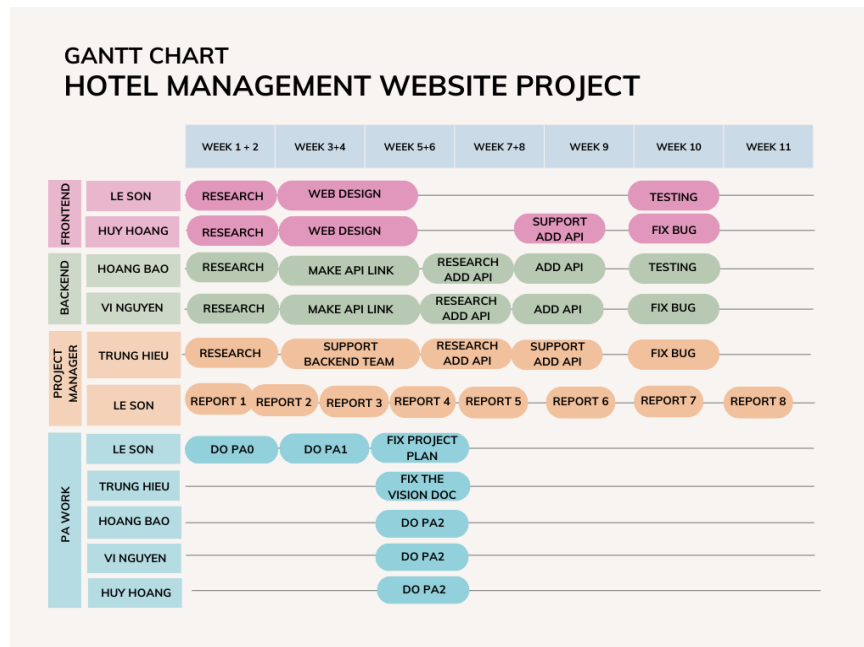 GANTT CHART
HOTEL MANAGEMENT WEBSITE PROJECT
WEEK 1 + 2
WEEK 3+4
WEEK 5+6
WEEK 7+8
WEEK 9
WEEK 10
WEEK 11
FRONTEND
LE SON
RESEARCH
WEB DESIGN
TESTING
HUY HOANG
RESEARCH
WEB DESIGN
SUPPORT
ADD API
FIX BUG
BACKEND
HOANG BAO
RESEARCH
MAKE API LINK
RESEARCH
ADD API
ADD API
TESTING
VI NGUYEN
RESEARCH
MAKE API LINK
RESEARCH
ADD API
ADD API
FIX BUG
PROJECT
MANAGER
TRUNG HIEU
RESEARCH
SUPPORT
BACKEND TEAM
RESEARCH
ADD API
SUPPORT
ADD API
FIX BUG
LE SON
REPORT 1
REPORT 2
REPORT 3
REPORT 4
REPORT 5
REPORT 6
REPORT 7
REPORT 8
PA WORK
LE SON
DO PA0
DO PA1
FIX PROJECT
PLAN
TRUNG HIEU
FIX THE
VISION DOC
HOANG BAO
DO PA2
VI NGUYEN
DO PA2
HUY HOANG
DO PA2